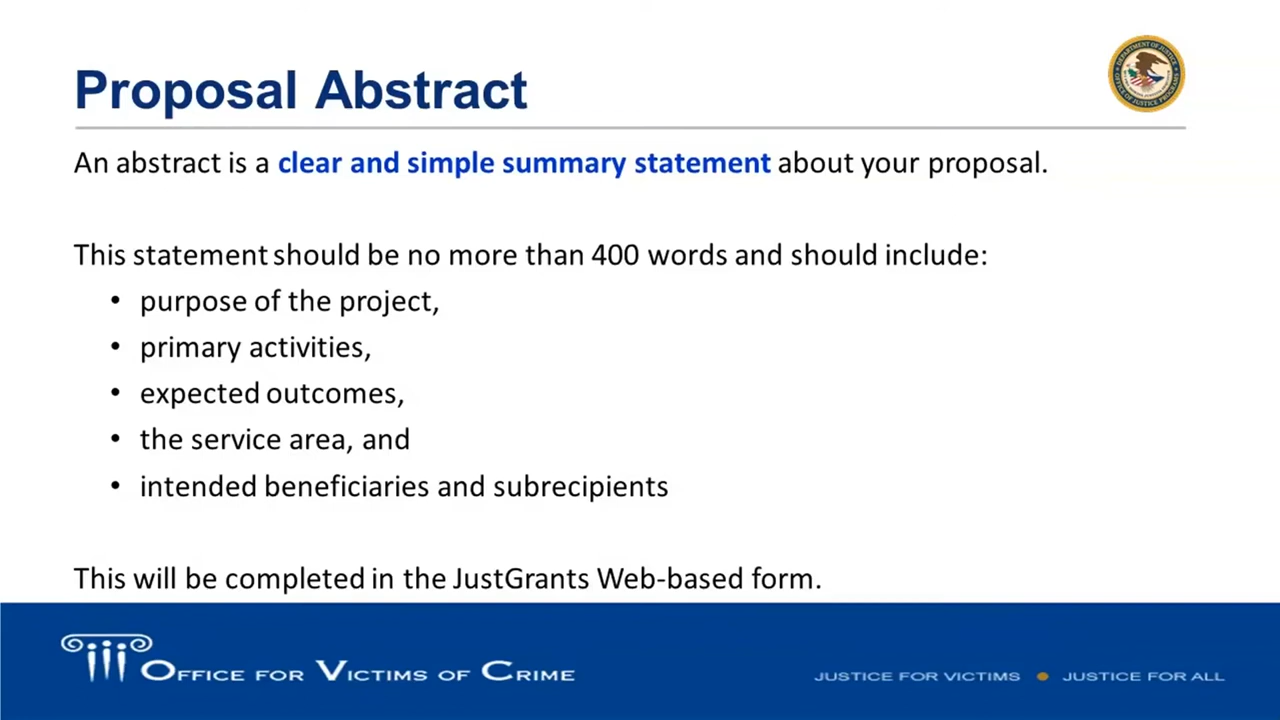 Proposal Abstract
An abstract is a clear and simple summary statement about your proposal.
This statement should be no more than 400 words and should include:
• purpose of the project,
• primary activities,
• expected outcomes,
• the service area, and
• intended beneficiaries and subrecipients
This will be completed in the JustGrants Web-based form.
OFFICE FOR VICTIMS OF CRIME
JUSTICE FOR VICTIMS • JUSTICE FOR ALL